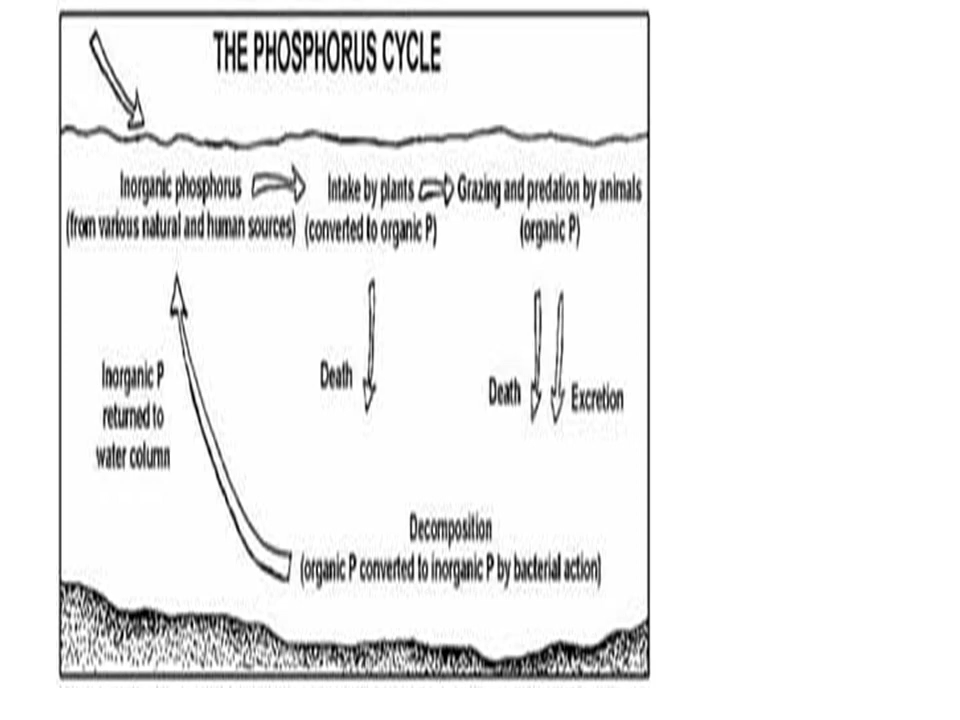 THE PHOSPHORUS CYCLE
Inorganic phosphorus
(from various natural and human sources)
Intake by plants
(converted to organic P)
Grazing and predation by animals
(organic P)
Inorganic P
returned to
water column
Death
Death
Excretion
Decomposition
(organic P converted to inorganic P by bacterial action)